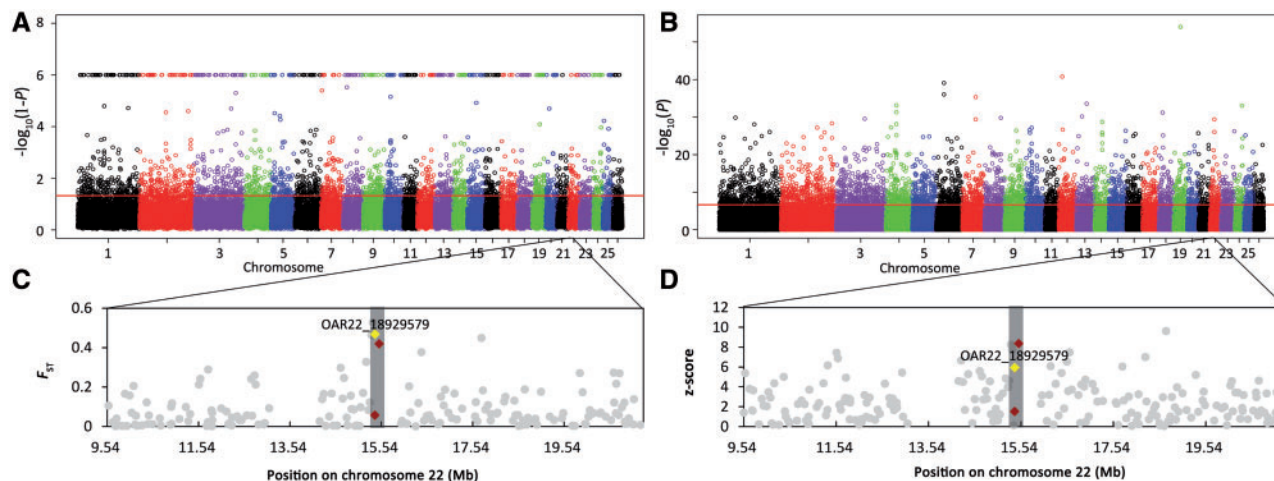 A
8
6
4
2
0
-log10(1-P)
1 3 5 7 9 11 13 15 17 19 21 23 25
Chromosome
B
40
20
0
-log10(P)
1 3 5 7 9 11 13 15 17 19 21 23 25
Chromosome
C
0.6
0.4
0.2
0
FST
OAR22_18929579
9.54 11.54 13.54 15.54 17.54 19.54
Position on chromosome 22 (Mb)
D
12
10
8
6
4
2
0
z-score
OAR22_18929579
9.54 11.54 13.54 15.54 17.54 19.54
Position on chromosome 22 (Mb)